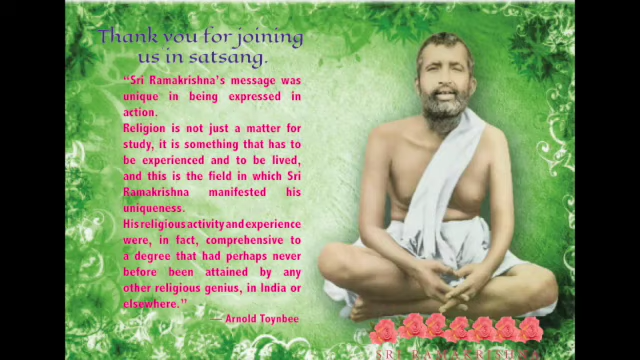 Thank you for joining
us in satsang.
“Sri Ramakrishna’s message was
unique in being expressed in
action.
Religion is not just a matter for
study, it is something that has to
be experienced and to be lived,
and this is the field in which Sri
Ramakrishna manifested his
uniqueness.
His religious activity and experience
were, in fact, comprehensive to
a degree that had perhaps never
before been attained by any
other religious genius, in India or
elsewhere.”
— Arnold Toynbee
SRI RAMAKRISHNA